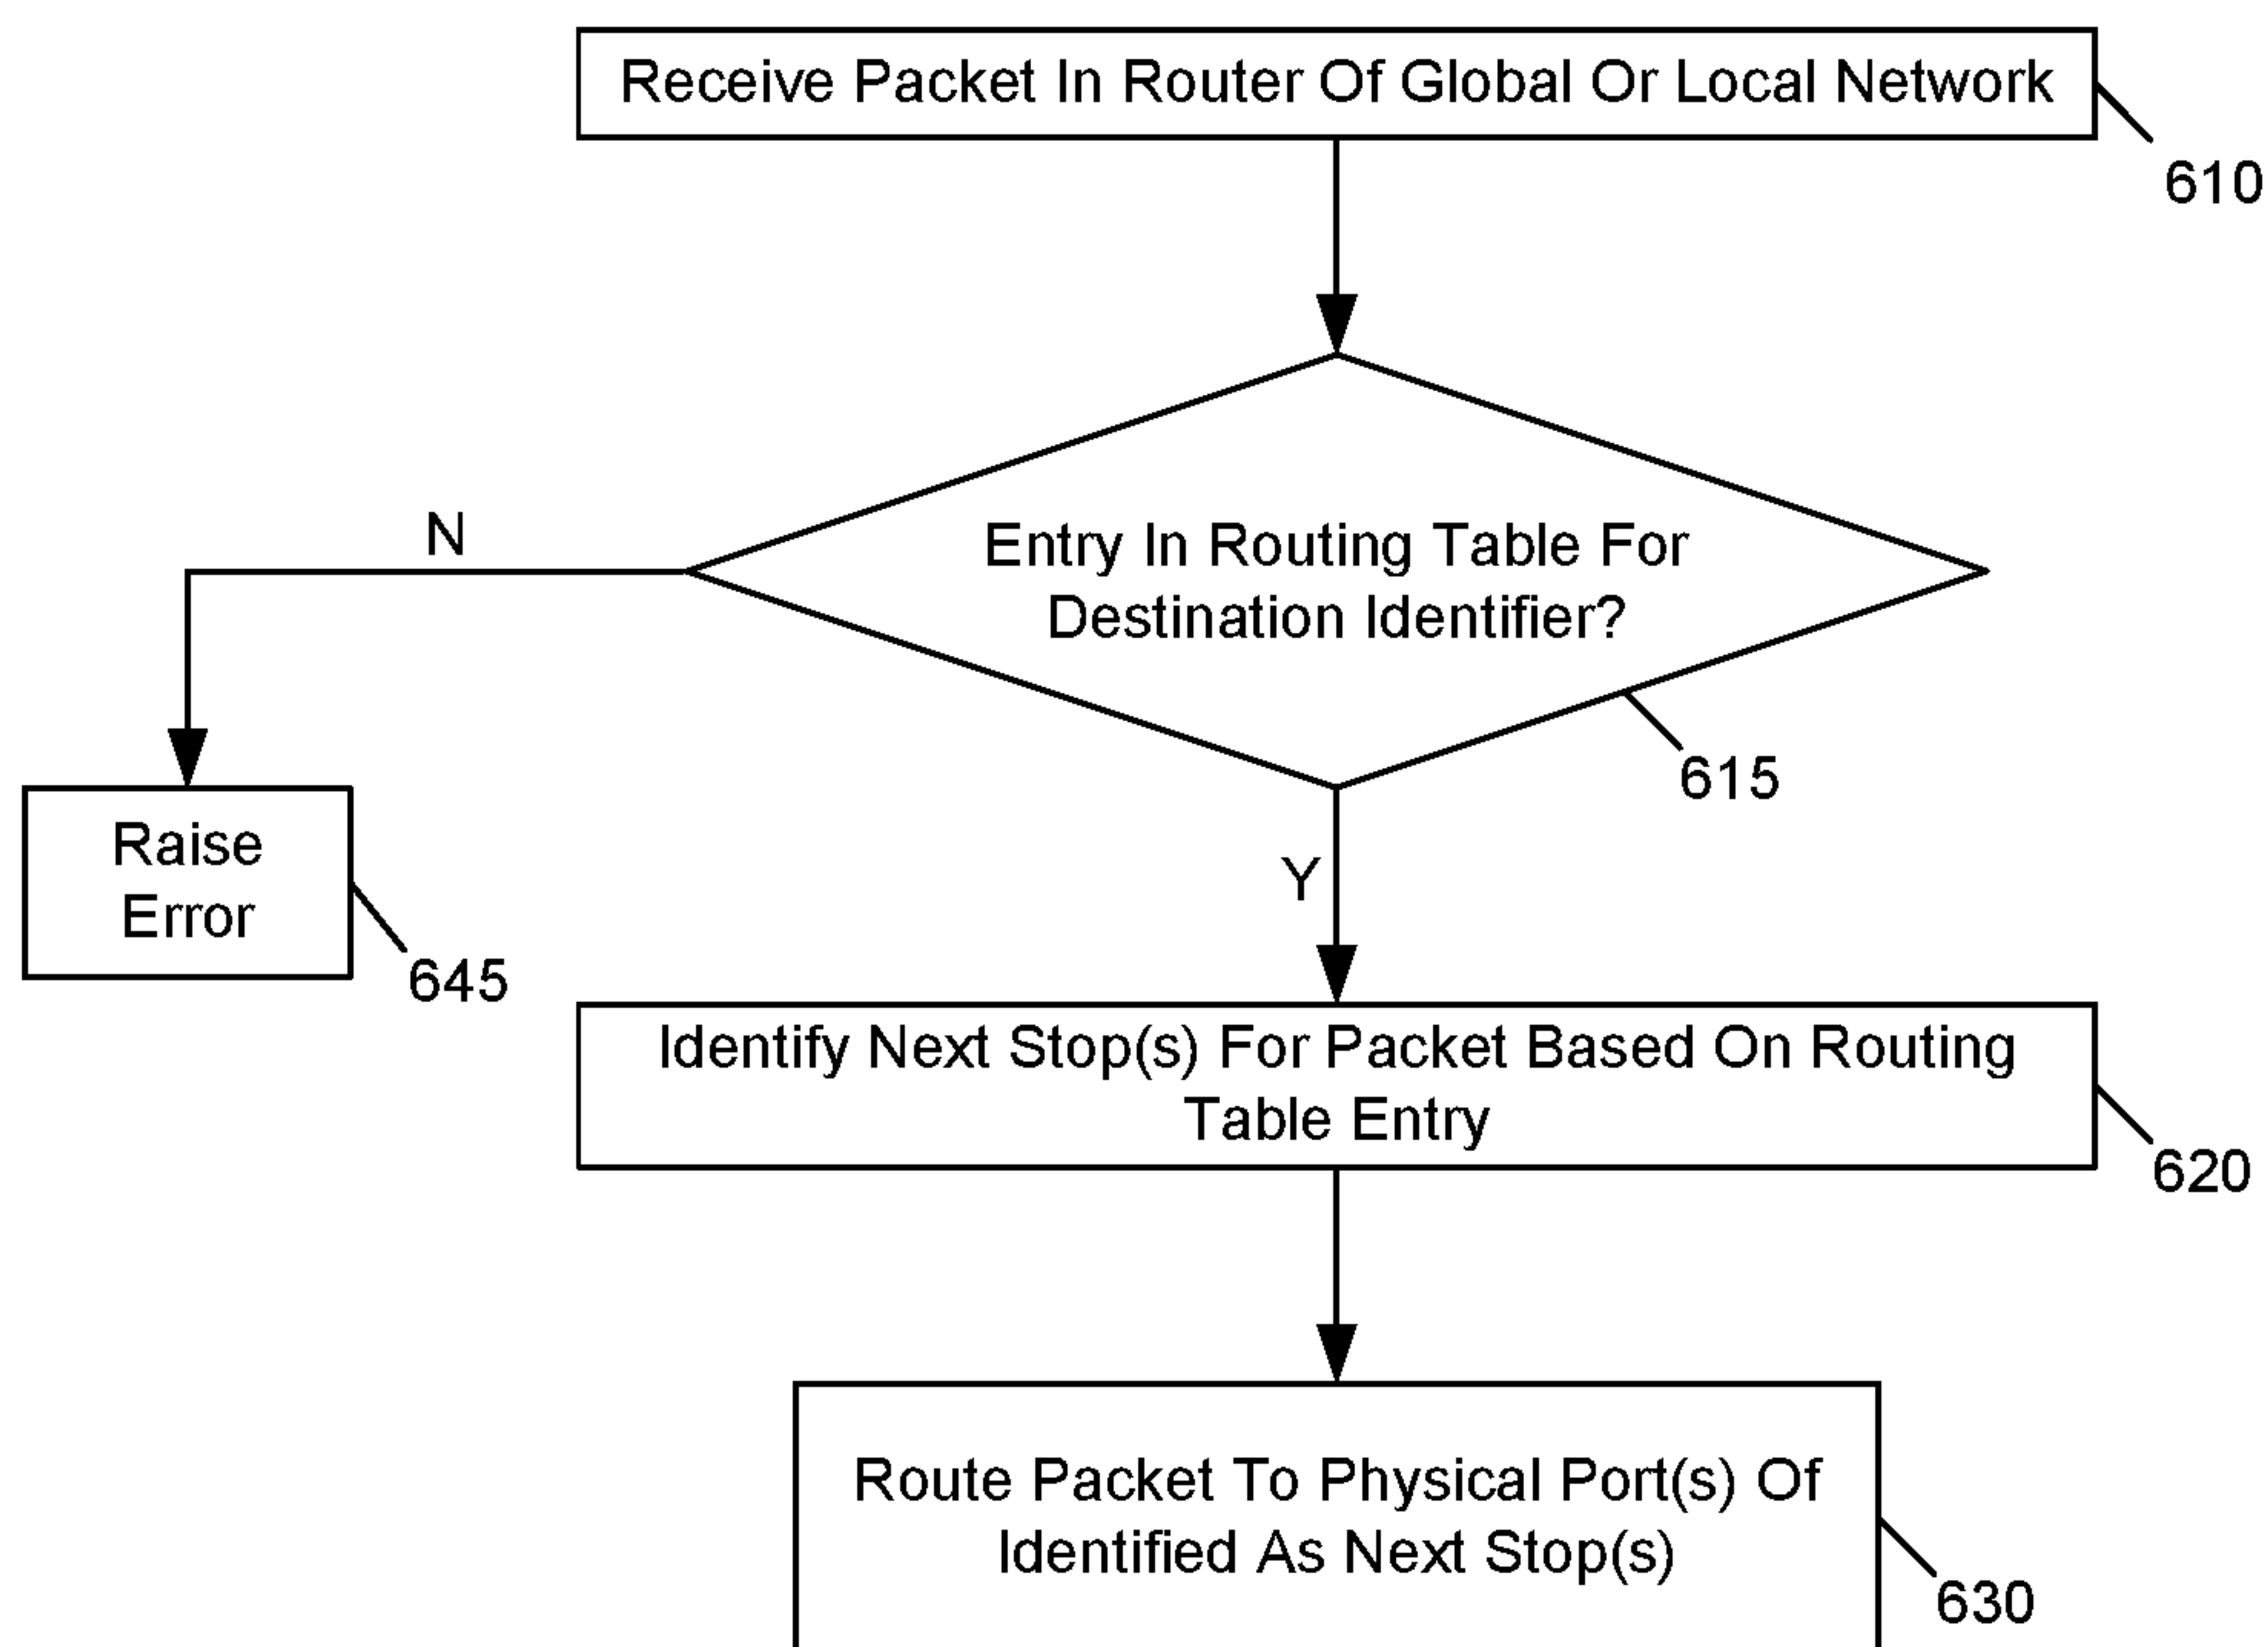 Receive Packet In Router Of Global Or Local Network
610
N
Entry In Routing Table For
Destination Identifier?
615
Raise
Error
645
Y
Identify Next Stop(s) For Packet Based On Routing
Table Entry
620
Route Packet To Physical Port(s) Of
Identified As Next Stop(s)
630